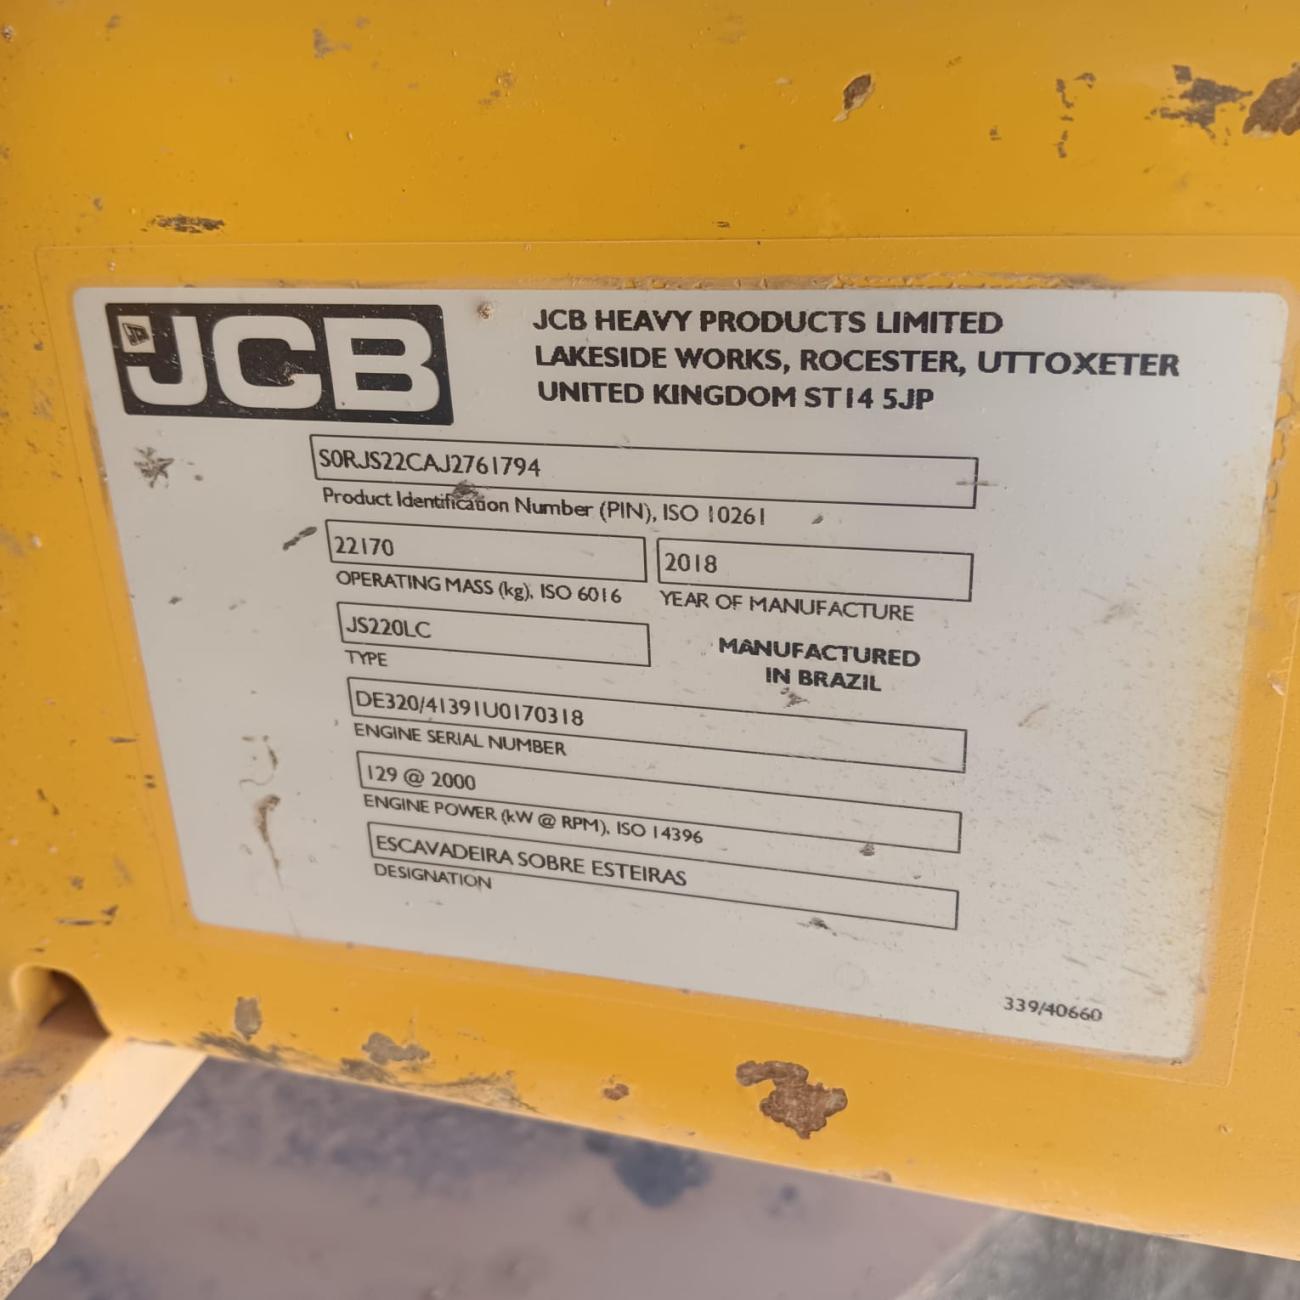 JCB
JCB HEAVY PRODUCTS LIMITED
LAKESIDE WORKS, ROCESTER, UTTOXETER
UNITED KINGDOM ST14 5JP
S0RJS22CAJ2761794
Product Identification Number (PIN), ISO 10261
22170
2018
OPERATING MASS (kg), ISO 6016
YEAR OF MANUFACTURE
JS220LC
TYPE
MANUFACTURED
IN BRAZIL
DE320/41391U0170318
ENGINE SERIAL NUMBER
129 @ 2000
ENGINE POWER (kW @ RPM), ISO 14396
ESCAVADEIRA SOBRE ESTEIRAS
DESIGNATION
339/40660